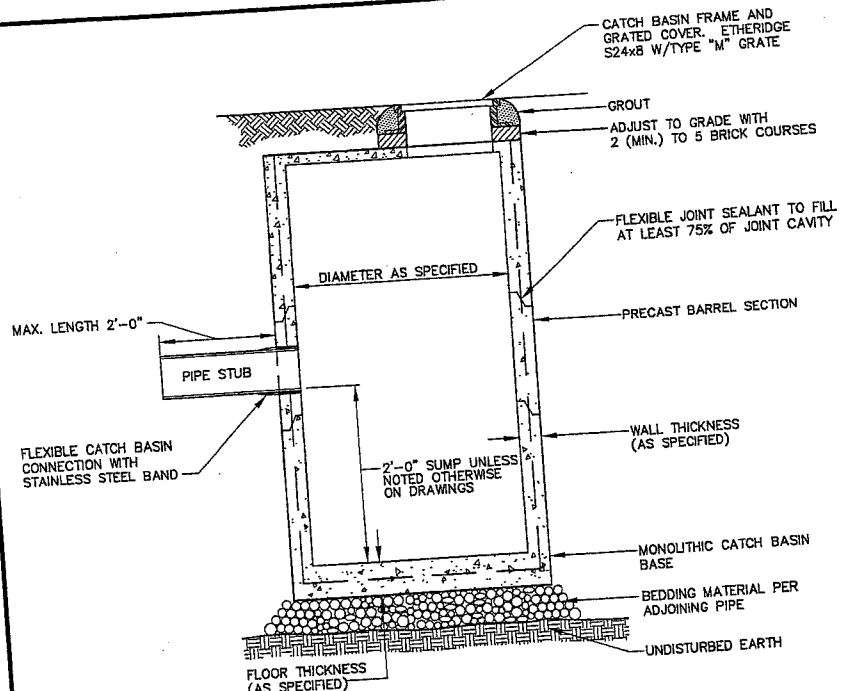 CATCH BASIN FRAME AND
GRATED COVER. ETHERIDGE
S24x8 W/TYPE "M" GRATE
GROUT
ADJUST TO GRADE WITH
2 (MIN.) TO 5 BRICK COURSES
FLEXIBLE JOINT SEALANT TO FILL
AT LEAST 75% OF JOINT CAVITY
DIAMETER AS SPECIFIED
PRECAST BARREL SECTION
MAX. LENGTH 2'-0"
PIPE STUB
FLEXIBLE CATCH BASIN
CONNECTION WITH
STAINLESS STEEL BAND
2'-0" SUMP UNLESS
NOTED OTHERWISE
ON DRAWINGS
WALL THICKNESS
(AS SPECIFIED)
MONOLITHIC CATCH BASIN
BASE
BEDDING MATERIAL PER
ADJOINING PIPE
UNDISTURBED EARTH
FLOOR THICKNESS
(AS SPECIFIED)